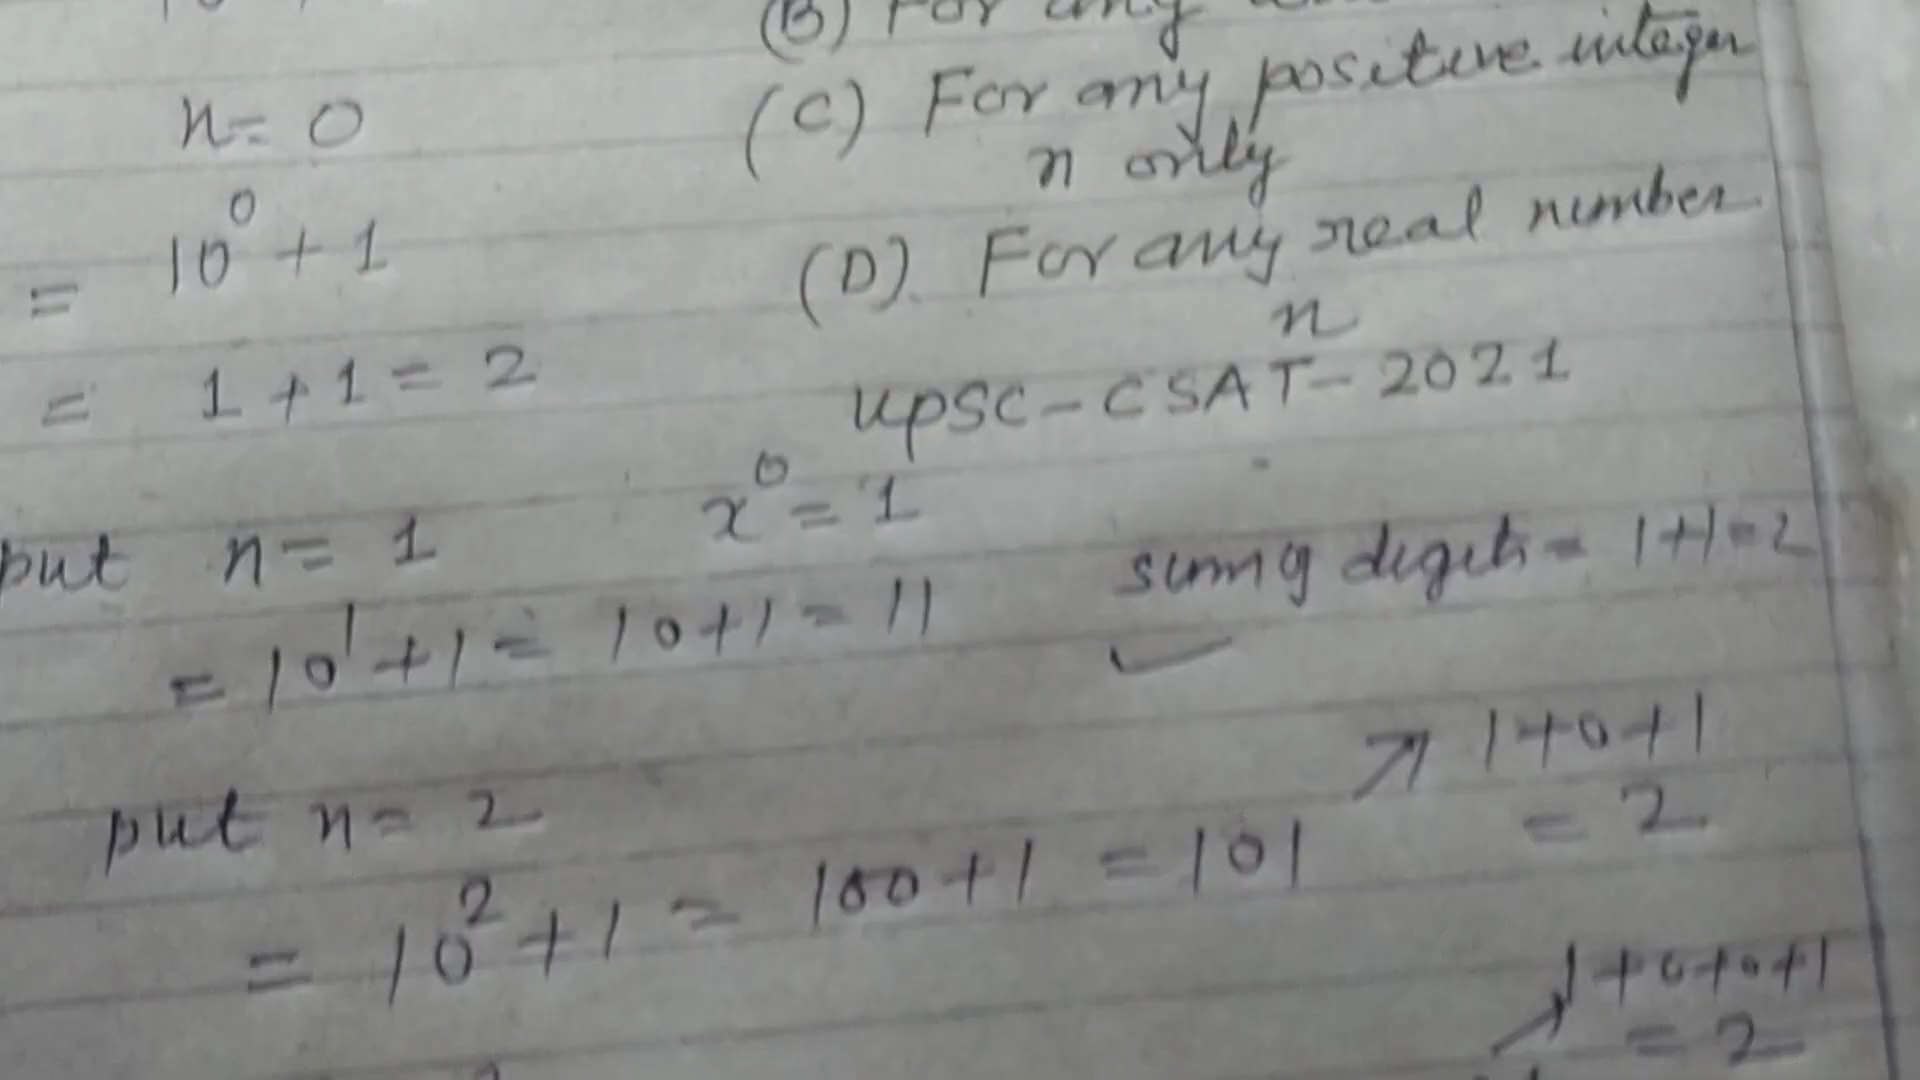 (B) For any
(C) For any positive integer
n only
(D) For any real number
n
UPSC-CSAT-2021
n=0
= 10⁰+1
= 1+1=2
x⁰=1
put n=1
= 10¹+1= 10+1=11
sum of digits= 1+1=2
put n=2
= 10²+1= 100+1=101
1+0+1
=2
1+0+0+1
=2